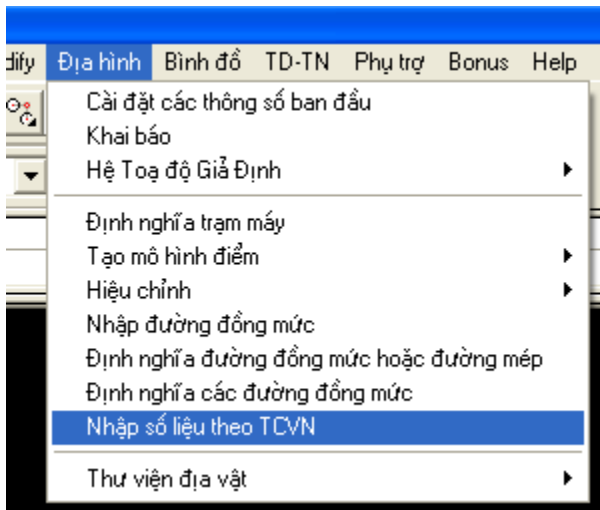 dify Địa hình Bình đồ TD-TN Phụ trợ Bonus Help
Cài đặt các thông số ban đầu
Khai báo
Hệ Toạ độ Giả Định
Định nghĩa trạm máy
Tạo mô hình điểm
Hiệu chỉnh
Nhập đường đồng mức
Định nghĩa đường đồng mức hoặc đường mép
Định nghĩa các đường đồng mức
Nhập số liệu theo TCVN
Thư viện địa vật